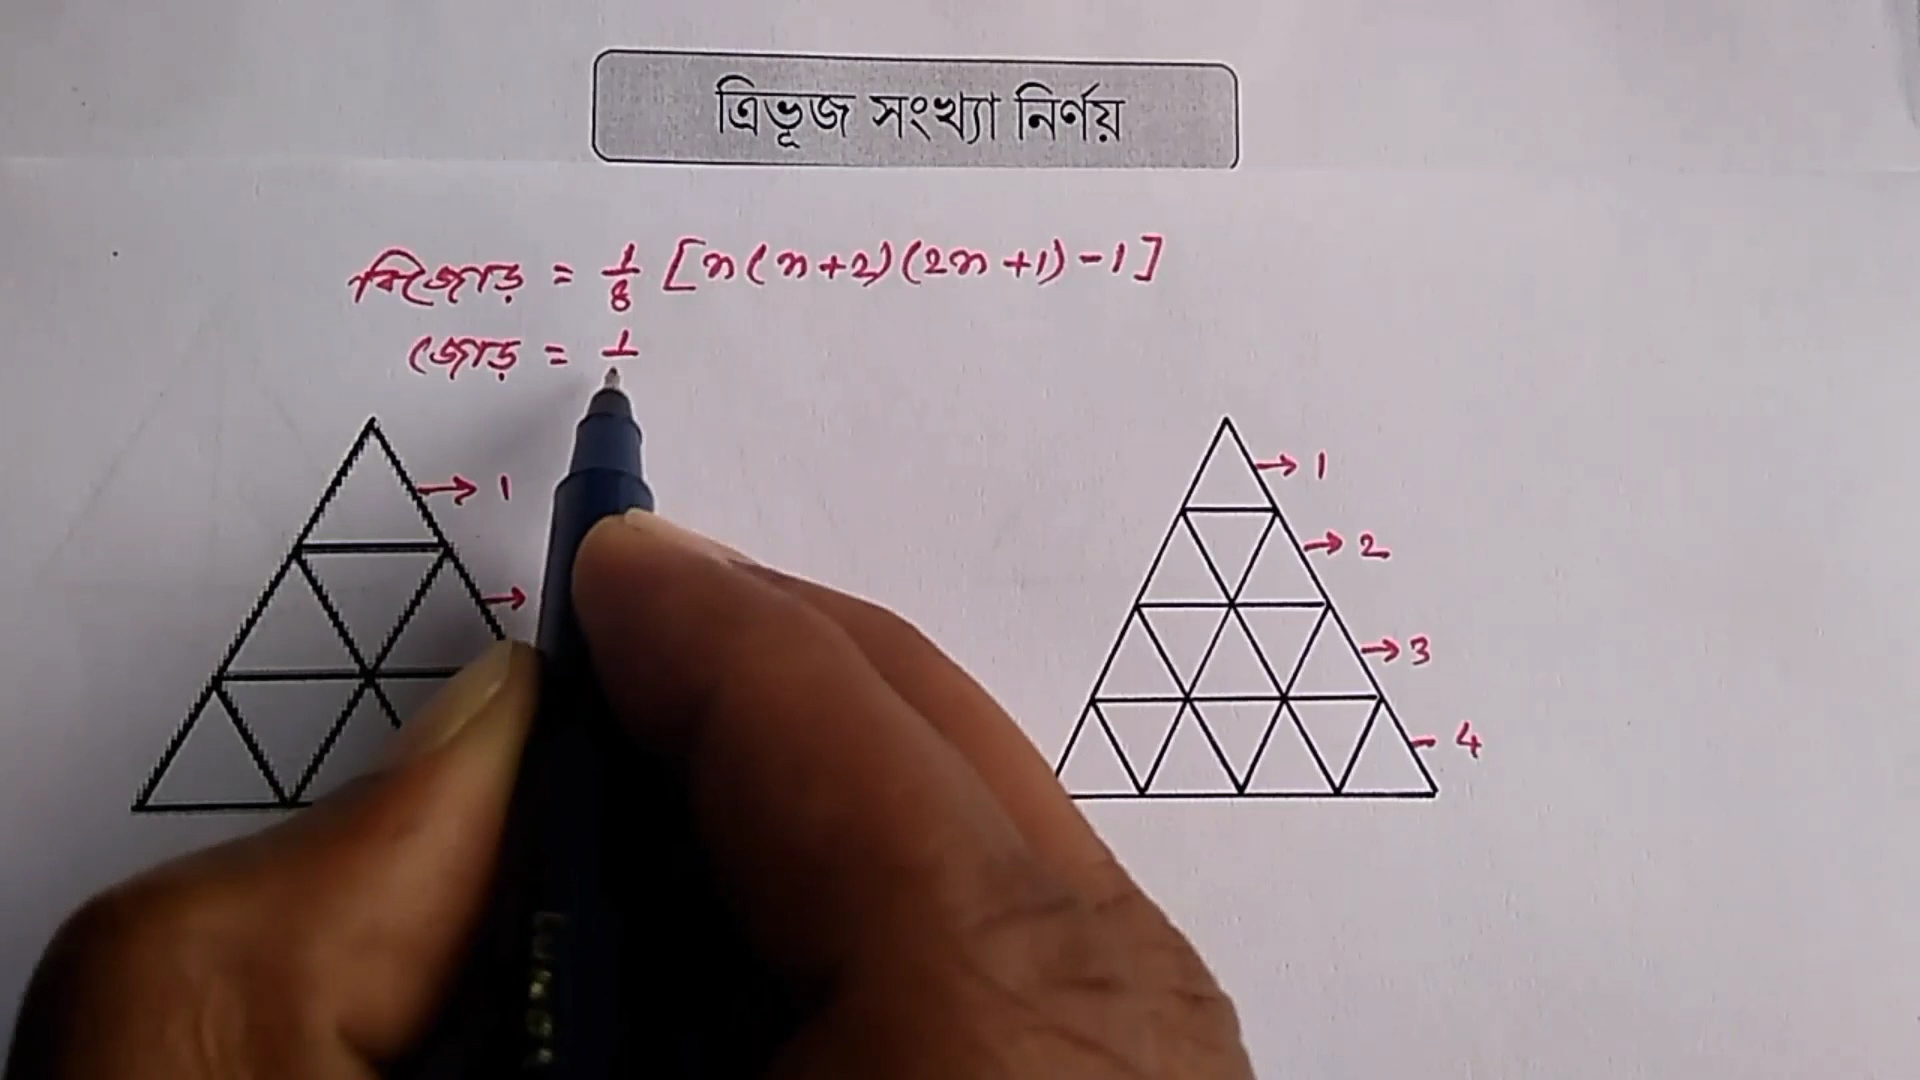 ত্রিভূজ সংখ্যা নির্ণয়
বিজোড় = 1/8 [n(n+2)(2n+1)-1]
জোড় = 1
→ 1
→
→ 1
→ 2
→ 3
- 4